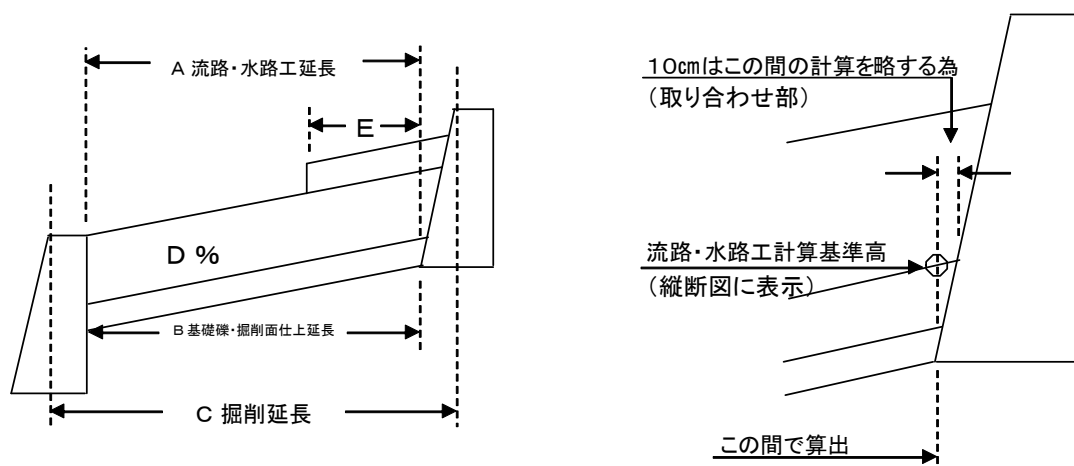 A 流路・水路工延長
E
D %
B 基礎礫・掘削面仕上延長
C 掘削延長
10㎝はこの間の計算を略する為
(取り合わせ部)
流路・水路工計算基準高
(縦断図に表示)
この間で算出